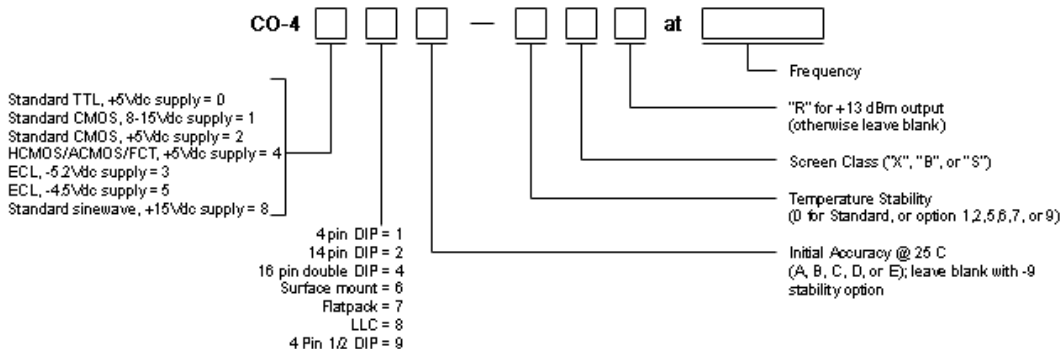 CO-4 — at
Standard TTL, +5Vdc supply = 0
Standard CMOS, 8-15Vdc supply = 1
Standard CMOS, +5Vdc supply = 2
HCMOS/ACMOS/FCT, +5Vdc supply = 4
ECL, -5.2Vdc supply = 3
ECL, -4.5Vdc supply = 5
Standard sinewave, +15Vdc supply = 8
4 pin DIP = 1
14 pin DIP = 2
16 pin double DIP = 4
Surface mount = 6
Flatpack = 7
LLC = 8
4 Pin 1/2 DIP = 9
Frequency
"R" for +13 dBm output
(otherwise leave blank)
Screen Class ("X", "B", or "S")
Temperature Stability
(0 for Standard, or option 1,2,5,6,7, or 9)
Initial Accuracy @ 25 C
(A, B, C, D, or E); leave blank with -9
stability option